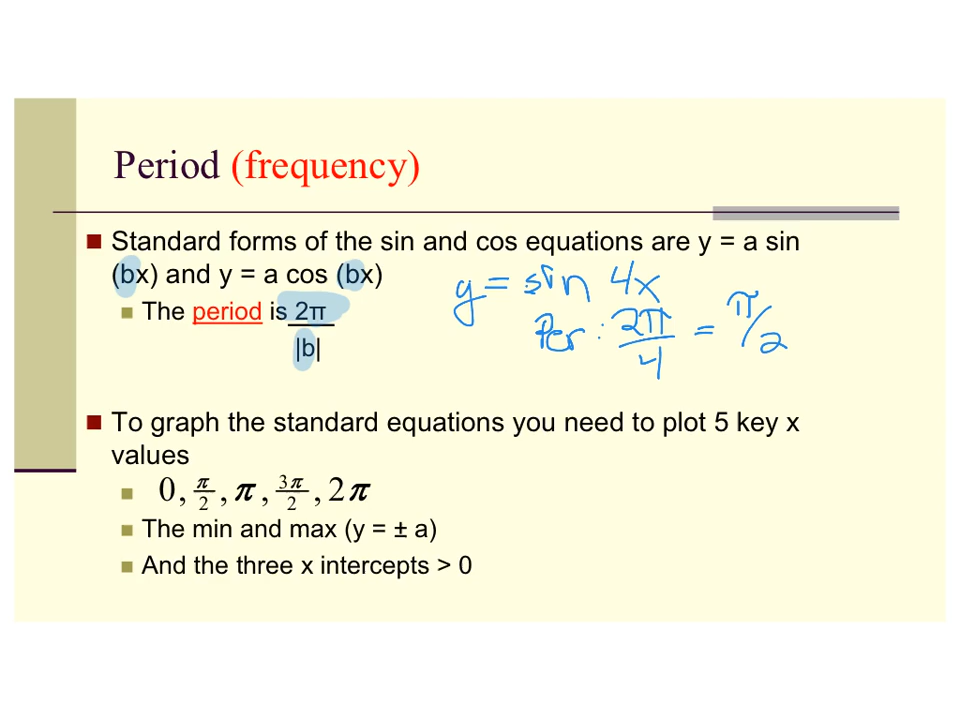 Period (frequency)
Standard forms of the sin and cos equations are y = a sin
(bx) and y = a cos (bx)
y = sin 4x
The period is 2π
|b|
Per : 2π/4 = π/2
To graph the standard equations you need to plot 5 key x
values
0, π/2, π, 3π/2, 2π
The min and max (y = ± a)
And the three x intercepts > 0